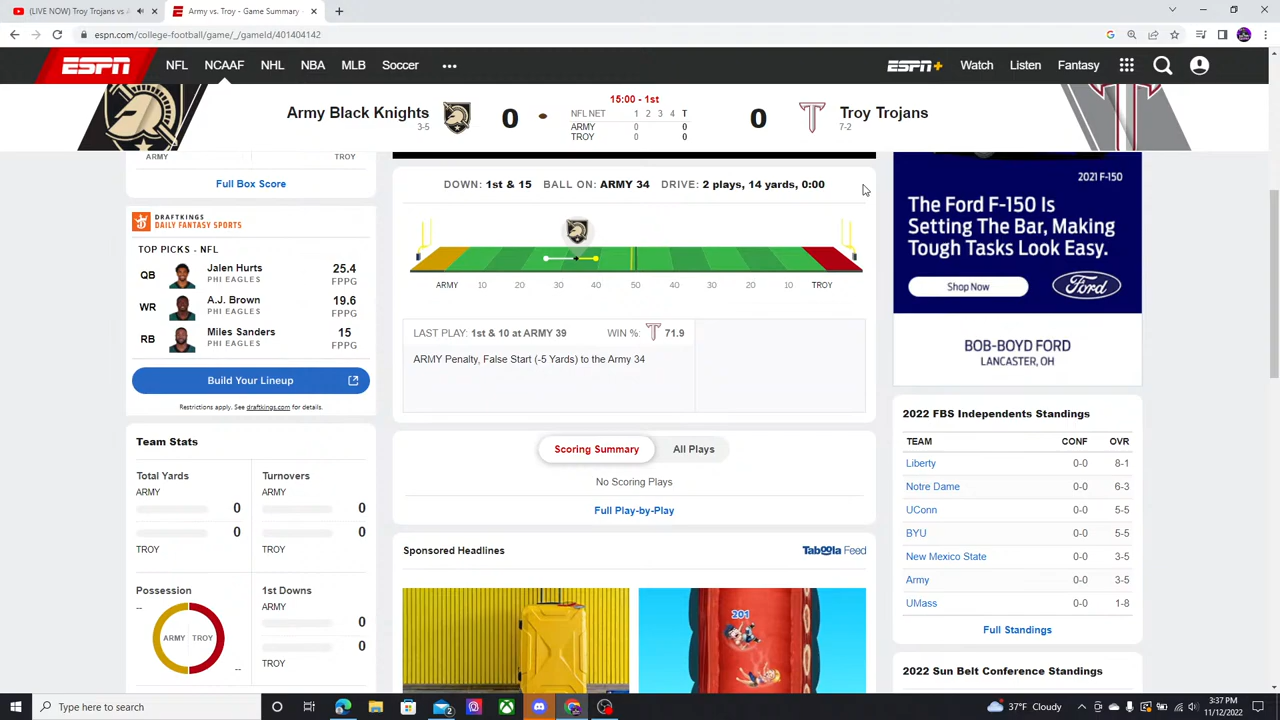 (LIVE NOW) Troy Trojans vs A
Army vs. Troy - Game Summary -
espn.com/college-football/game/_/gameId/401404142
ESPN
NFL
NCAAF
NHL
NBA
MLB
Soccer
•••
ESPN+
Watch
Listen
Fantasy
Army Black Knights
3-5
0
15:00 - 1st
NFL NET 1 2 3 4 T
ARMY 0 0
TROY 0 0
0
Troy Trojans
7-2
ARMY TROY
Full Box Score
DRAFTKINGS
DAILY FANTASY SPORTS
TOP PICKS - NFL
QB Jalen Hurts 25.4
PHI EAGLES FPPG
WR A.J. Brown 19.6
PHI EAGLES FPPG
RB Miles Sanders 15
PHI EAGLES FPPG
Build Your Lineup
Restrictions apply. See draftkings.com for details.
Team Stats
Total Yards
ARMY
0
0
TROY
Turnovers
ARMY
0
0
TROY
Possession
--
ARMY TROY
--
1st Downs
ARMY
0
0
TROY
DOWN: 1st & 15 BALL ON: ARMY 34 DRIVE: 2 plays, 14 yards, 0:00
ARMY 10 20 30 40 50 40 30 20 10 TROY
LAST PLAY: 1st & 10 at ARMY 39 WIN %: 71.9
ARMY Penalty, False Start (-5 Yards) to the Army 34
Scoring Summary
All Plays
No Scoring Plays
Full Play-by-Play
Sponsored Headlines
Taboola Feed
201
2021 F-150
The Ford F-150 Is
Setting The Bar, Making
Tough Tasks Look Easy.
Shop Now
Ford
BOB-BOYD FORD
LANCASTER, OH
2022 FBS Independents Standings
TEAM CONF OVR
Liberty 0-0 8-1
Notre Dame 0-0 6-3
UConn 0-0 5-5
BYU 0-0 5-5
New Mexico State 0-0 3-5
Army 0-0 3-5
UMass 0-0 1-8
Full Standings
2022 Sun Belt Conference Standings
Type here to search
2
37°F Cloudy
3:37 PM
11/12/2022